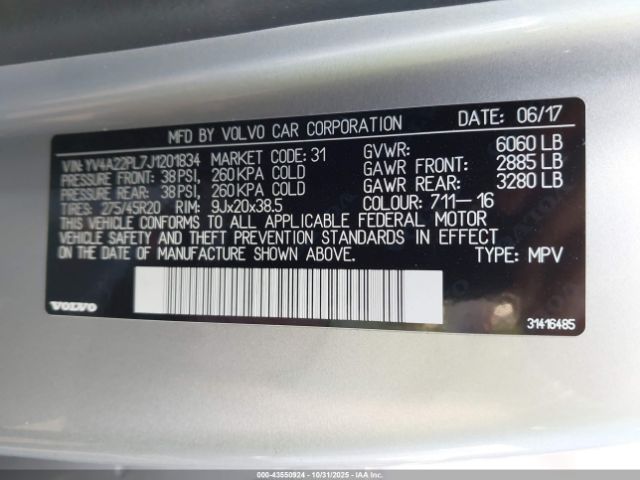 MFD BY VOLVO CAR CORPORATION DATE: 06/17
VIN: YV4A22PL7J1201834 MARKET CODE: 31 GVWR: 6060 LB
PRESSURE FRONT: 38 PSI, 260 KPA COLD GAWR FRONT: 2885 LB
PRESSURE REAR: 38 PSI, 260 KPA COLD GAWR REAR: 3280 LB
TIRES: 275/45R20 RIM: 9Jx20x38.5 COLOUR: 711-16
THIS VEHICLE CONFORMS TO ALL APPLICABLE FEDERAL MOTOR
VEHICLE SAFETY AND THEFT PREVENTION STANDARDS IN EFFECT
ON THE DATE OF MANUFACTURE SHOWN ABOVE. TYPE: MPV
VOLVO
31416485
000-43550924 | 10/31/2025 | IAAI.COM